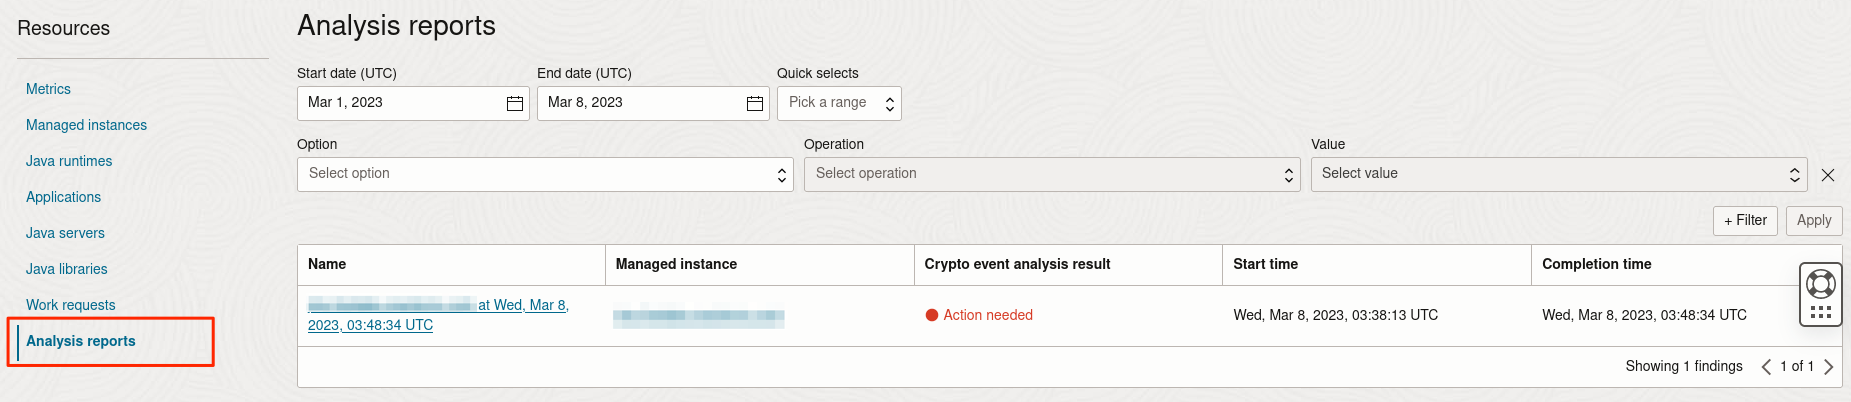 Resources
Metrics
Managed instances
Java runtimes
Applications
Java servers
Java libraries
Work requests
Analysis reports
Analysis reports
Start date (UTC) End date (UTC) Quick selects
Mar 1, 2023 Mar 8, 2023 Pick a range
Option Operation Value
Select option Select operation Select value
+ Filter Apply
Name Managed instance Crypto event analysis result Start time Completion time
at Wed, Mar 8,
2023, 03:48:34 UTC
Action needed Wed, Mar 8, 2023, 03:38:13 UTC Wed, Mar 8, 2023, 03:48:34 UTC
Showing 1 findings 1 of 1